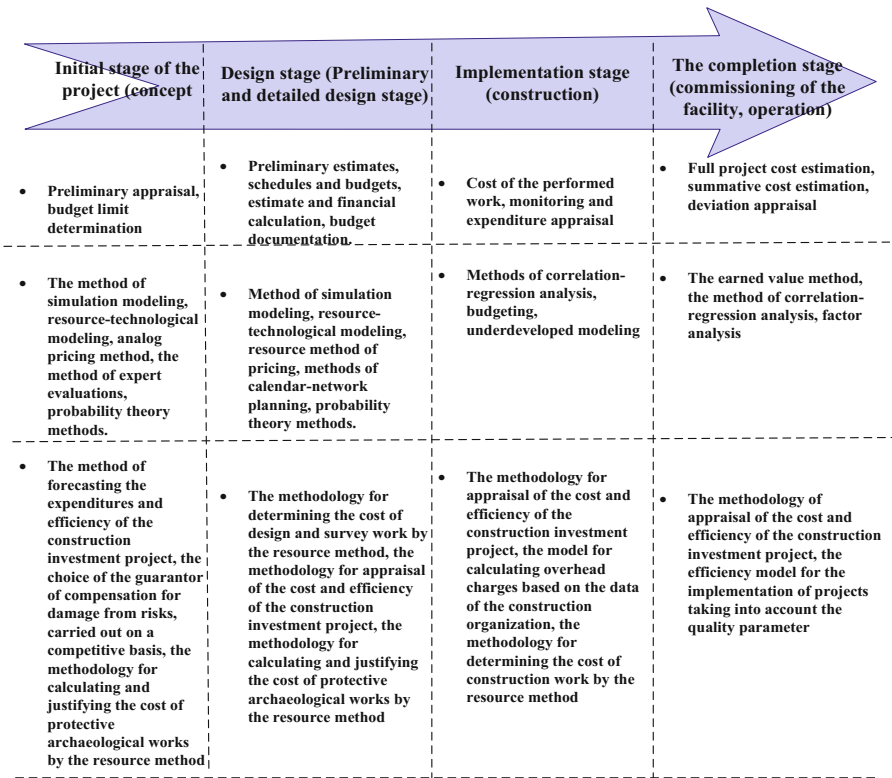 Initial stage of the
project (concept
Design stage (Preliminary
and detailed design stage)
Implementation stage
(construction)
The completion stage
(commissioning of the
facility, operation)
• Preliminary appraisal,
budget limit
determination
• Preliminary estimates,
schedules and budgets,
estimate and financial
calculation, budget
documentation.
• Cost of the performed
work, monitoring and
expenditure appraisal
• Full project cost estimation,
summative cost estimation,
deviation appraisal
• The method of
simulation modeling,
resource-technological
modeling, analog
pricing method, the
method of expert
evaluations,
probability theory
methods.
• Method of simulation
modeling, resource-
technological modeling,
resource method of
pricing, methods of
calendar-network
planning, probability
theory methods.
• Methods of correlation-
regression analysis,
budgeting,
underdeveloped modeling
• The earned value method,
the method of correlation-
regression analysis, factor
analysis
• The method of
forecasting the
expenditures and
efficiency of the
construction
investment project, the
choice of the guarantor
of compensation for
damage from risks,
carried out on a
competitive basis, the
methodology for
calculating and
justifying the cost of
protective
archaeological works
by the resource method
• The methodology for
determining the cost of
design and survey work by
the resource method, the
methodology for appraisal
of the cost and efficiency
of the construction
investment project, the
methodology for
calculating and justifying
the cost of protective
archaeological works by
the resource method
• The methodology for
appraisal of the cost and
efficiency of the
construction investment
project, the model for
calculating overhead
charges based on the data
of the construction
organization, the
methodology for
determining the cost of
construction work by the
resource method
• The methodology of
appraisal of the cost and
efficiency of the construction
investment project, the
efficiency model for the
implementation of projects
taking into account the
quality parameter